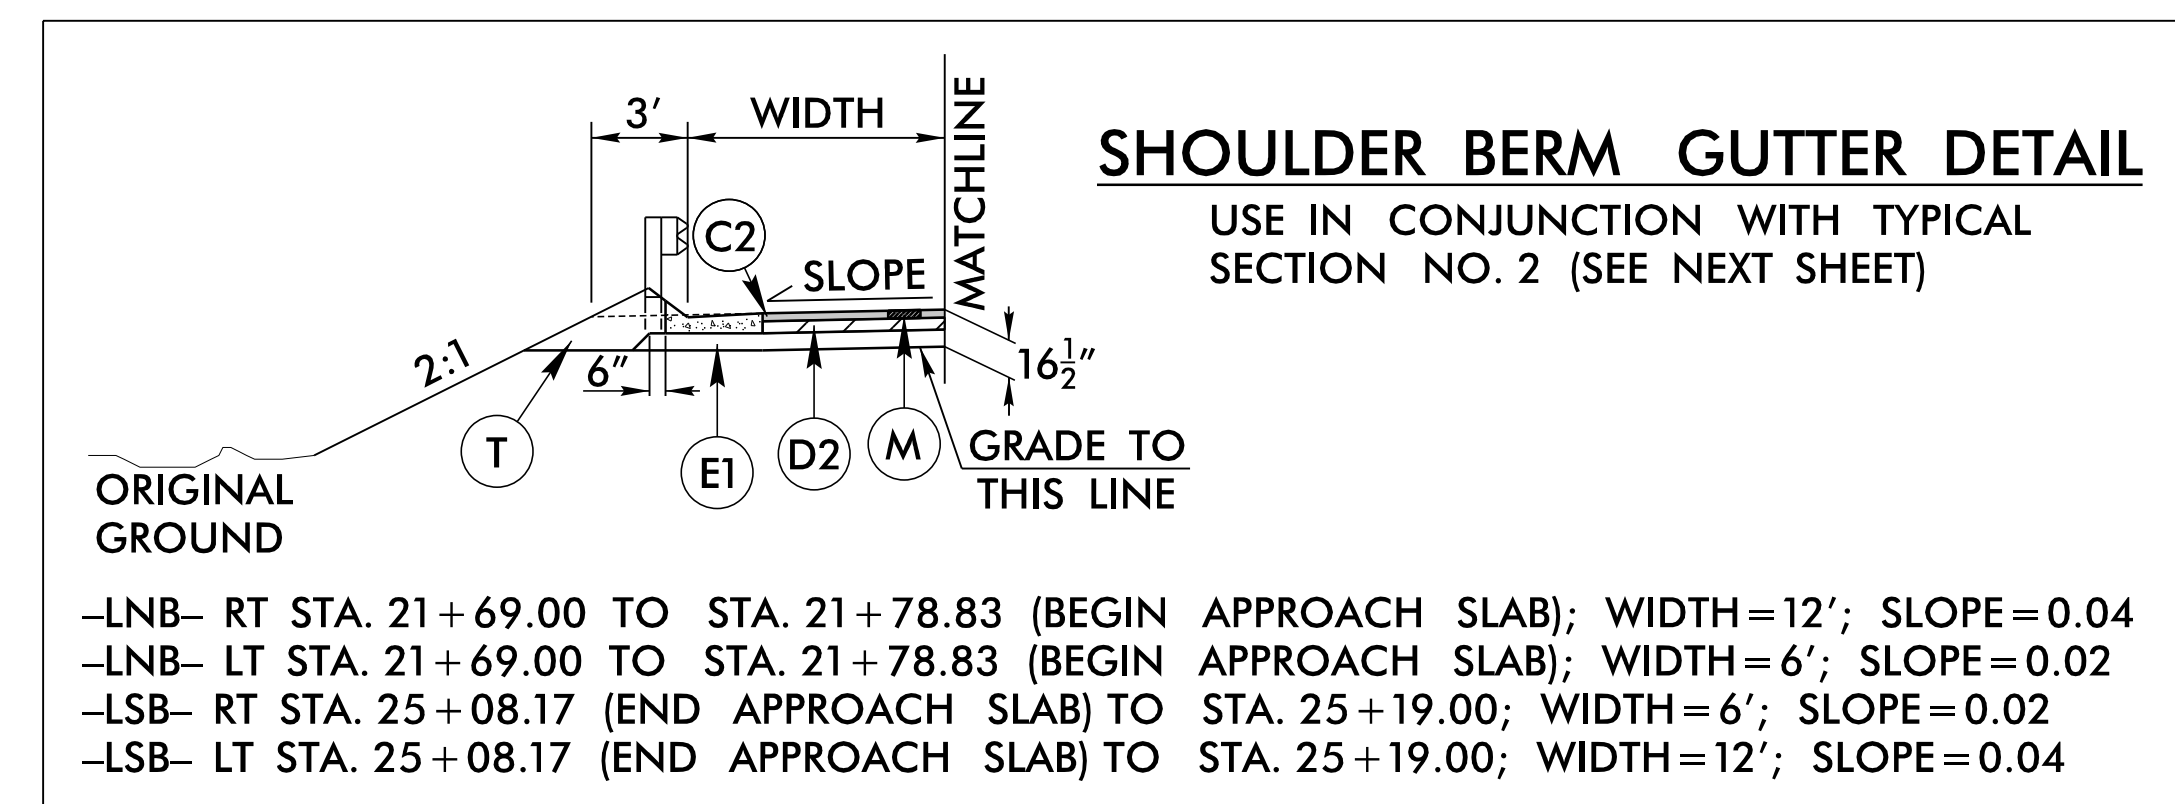 3′
WIDTH
MATCHLINE
SHOULDER BERM GUTTER DETAIL
USE IN CONJUNCTION WITH TYPICAL
SECTION NO. 2 (SEE NEXT SHEET)
C2
SLOPE
2:1
6″
16 1/2″
T
E1
D2
M
GRADE TO
THIS LINE
ORIGINAL
GROUND
–LNB– RT STA. 21+69.00 TO STA. 21+78.83 (BEGIN APPROACH SLAB); WIDTH=12′; SLOPE=0.04
–LNB– LT STA. 21+69.00 TO STA. 21+78.83 (BEGIN APPROACH SLAB); WIDTH=6′; SLOPE=0.02
–LSB– RT STA. 25+08.17 (END APPROACH SLAB) TO STA. 25+19.00; WIDTH=6′; SLOPE=0.02
–LSB– LT STA. 25+08.17 (END APPROACH SLAB) TO STA. 25+19.00; WIDTH=12′; SLOPE=0.04